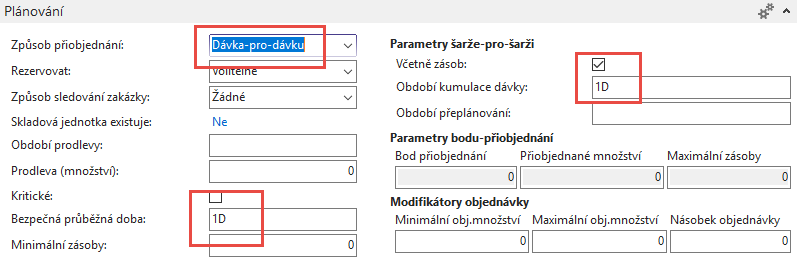 Plánování
Způsob přiobjednání: Dávka-pro-dávku
Rezervovat: Volitelné
Způsob sledování zakázky: Žádné
Skladová jednotka existuje: Ne
Období prodlevy:
Prodleva (množství): 0
Kritické:
Bezpečná průběžná doba: 1D
Minimální zásoby: 0
Parametry šarže-pro-šarži
Včetně zásob:
Období kumulace dávky: 1D
Období přeplánování:
Parametry bodu-přiobjednání
Bod přiobjednání Přiobjednané množství Maximální zásoby
0 0 0
Modifikátory objednávky
Minimální obj.množství Maximální obj.množství Násobek objednávky
0 0 0